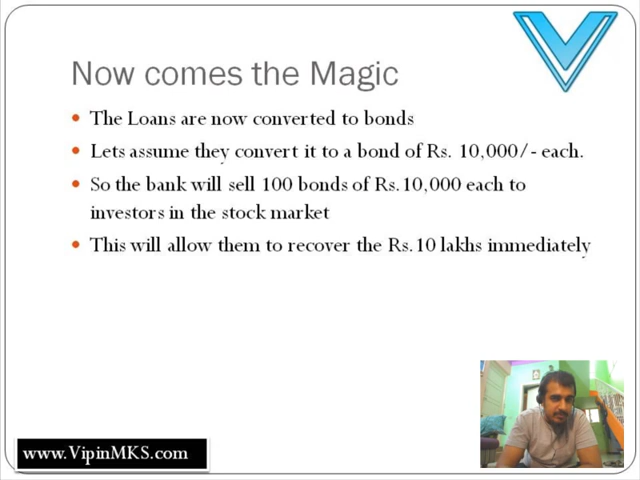 Now comes the Magic
The Loans are now converted to bonds
Lets assume they convert it to a bond of Rs. 10,000/- each.
So the bank will sell 100 bonds of Rs.10,000 each to
investors in the stock market
This will allow them to recover the Rs.10 lakhs immediately
www.VipinMKS.com